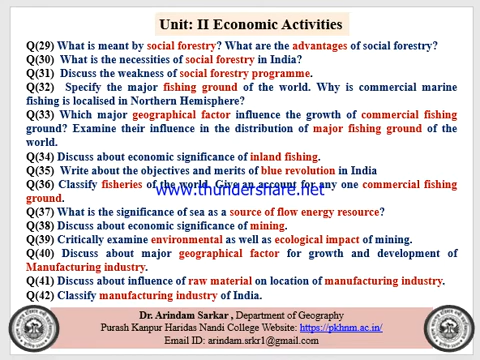 Unit: II Economic Activities
Q(29) What is meant by social forestry? What are the advantages of social forestry?
Q(30) What is the necessities of social forestry in India?
Q(31) Discuss the weakness of social forestry programme.
Q(32) Specify the major fishing ground of the world. Why is commercial marine
fishing is localised in Northern Hemisphere?
Q(33) Which major geographical factor influence the growth of commercial fishing
ground? Examine their influence in the distribution of major fishing ground of the
world.
Q(34) Discuss about economic significance of inland fishing.
Q(35) Write about the objectives and merits of blue revolution in India
Q(36) Classify fisheries of the world. Give an account for any one commercial fishing
ground.
www.thundershare.net
Q(37) What is the significance of sea as a source of flow energy resource?
Q(38) Discuss about economic significance of mining.
Q(39) Critically examine environmental as well as ecological impact of mining.
Q(40) Discuss about major geographical factor for growth and development of
Manufacturing industry.
Q(41) Discuss about influence of raw material on location of manufacturing industry.
Q(42) Classify manufacturing industry of India.
Dr. Arindam Sarkar , Department of Geography
Purash Kanpur Haridas Nandi College Website: https://pkhnm.ac.in/
Email ID: arindam.srkr1@gmail.com